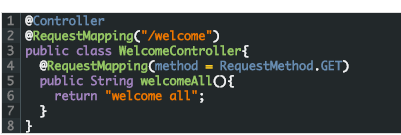 1 @Controller
2 @RequestMapping("/welcome")
3 public class WelcomeController{
4   @RequestMapping(method = RequestMethod.GET)
5   public String welcomeAll(){
6     return "welcome all";
7   }
8 }